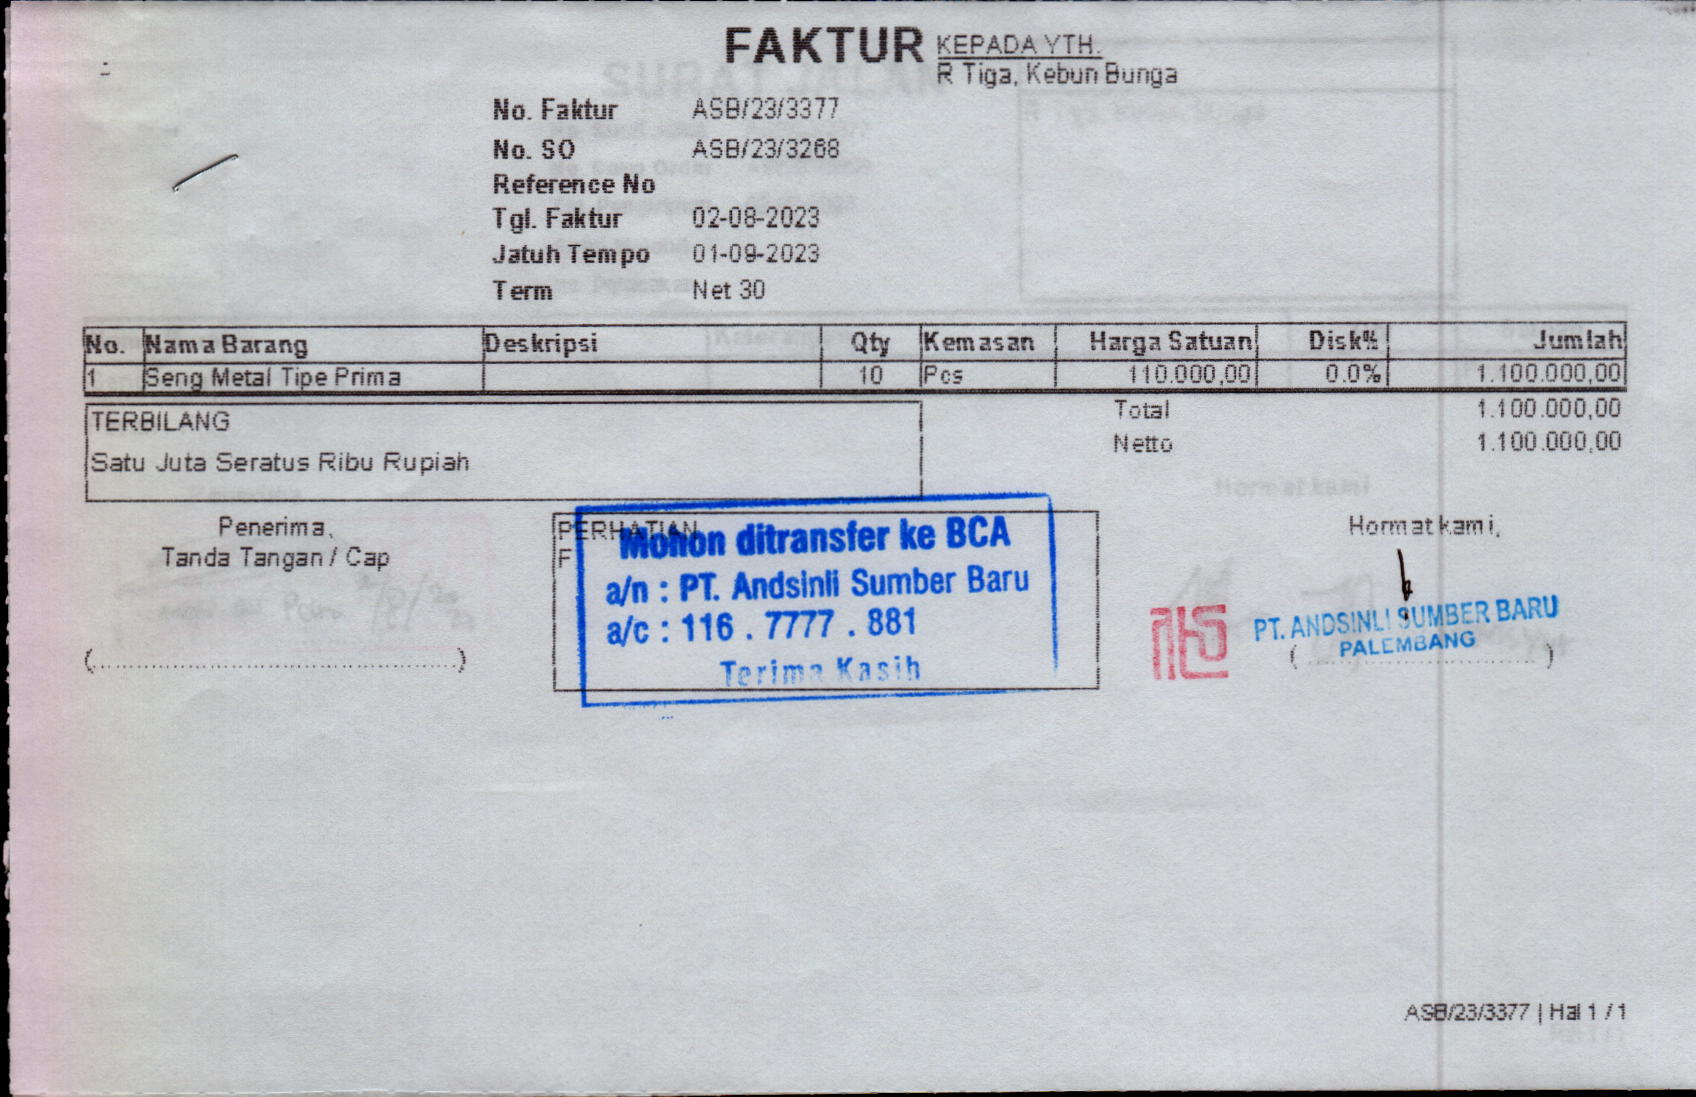 FAKTUR
KEPADA YTH.
R Tiga, Kebun Bunga
No. Faktur ASB/23/3377
No. SO ASB/23/3268
Reference No
Tgl. Faktur 02-08-2023
Jatuh Tempo 01-09-2023
Term Net 30
No. Nama Barang Deskripsi Qty Kemasan Harga Satuan Disk% Jumlah
1 Seng Metal Tipe Prima 10 Pcs 110.000,00 0.0% 1.100.000,00
TERBILANG
Satu Juta Seratus Ribu Rupiah
Total 1.100.000,00
Netto 1.100.000,00
Penerima,
Tanda Tangan / Cap
(..............................................................)
PERHATIAN
F
Mohon ditransfer ke BCA
a/n : PT. Andsinli Sumber Baru
a/c : 116 . 7777 . 881
Terima Kasih
Hormat kami,
PT. ANDSINLI SUMBER BARU
PALEMBANG
(......................................)
ASB/23/3377 | Hal 1 / 1